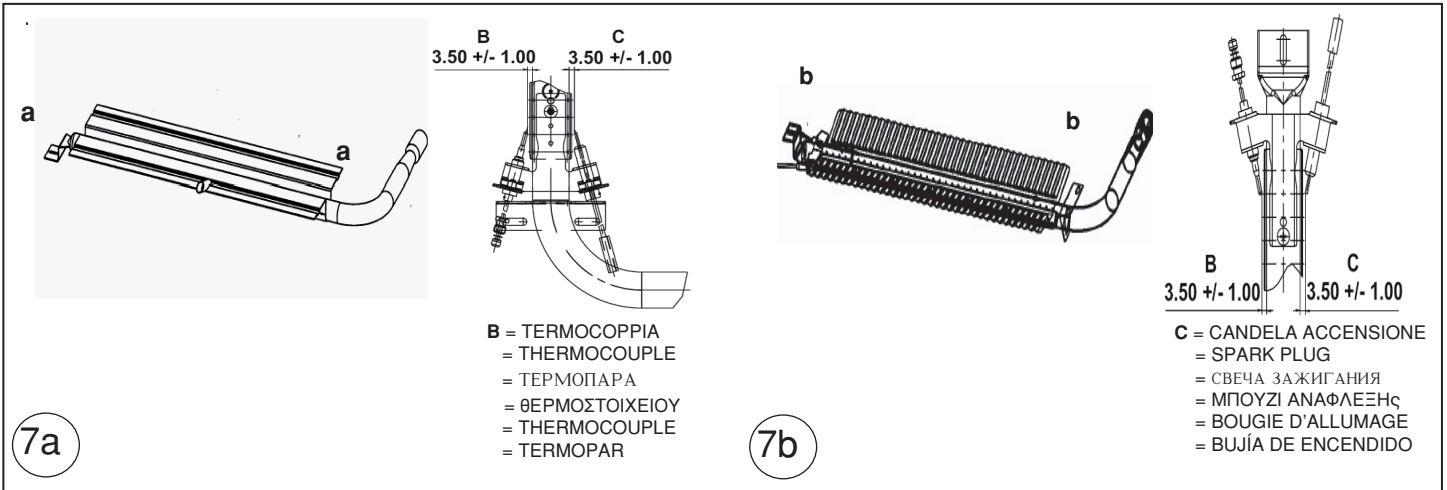 a
a
B
C
3.50 +/- 1.00
3.50 +/- 1.00
B = TERMOCOPPIA
= THERMOCOUPLE
= ТЕРМОПАРА
= θΕΡΜΟΣΤΟΙΧΕΙΟΥ
= THERMOCOUPLE
= TERMOPAR
7a
b
b
B
C
3.50 +/- 1.00
3.50 +/- 1.00
C = CANDELA ACCENSIONE
= SPARK PLUG
= СВЕЧА ЗАЖИГАНИЯ
= ΜΠΟΥΖΙ ΑΝΑΦΛΕΞΗς
= BOUGIE D'ALLUMAGE
= BUJÍA DE ENCENDIDO
7b